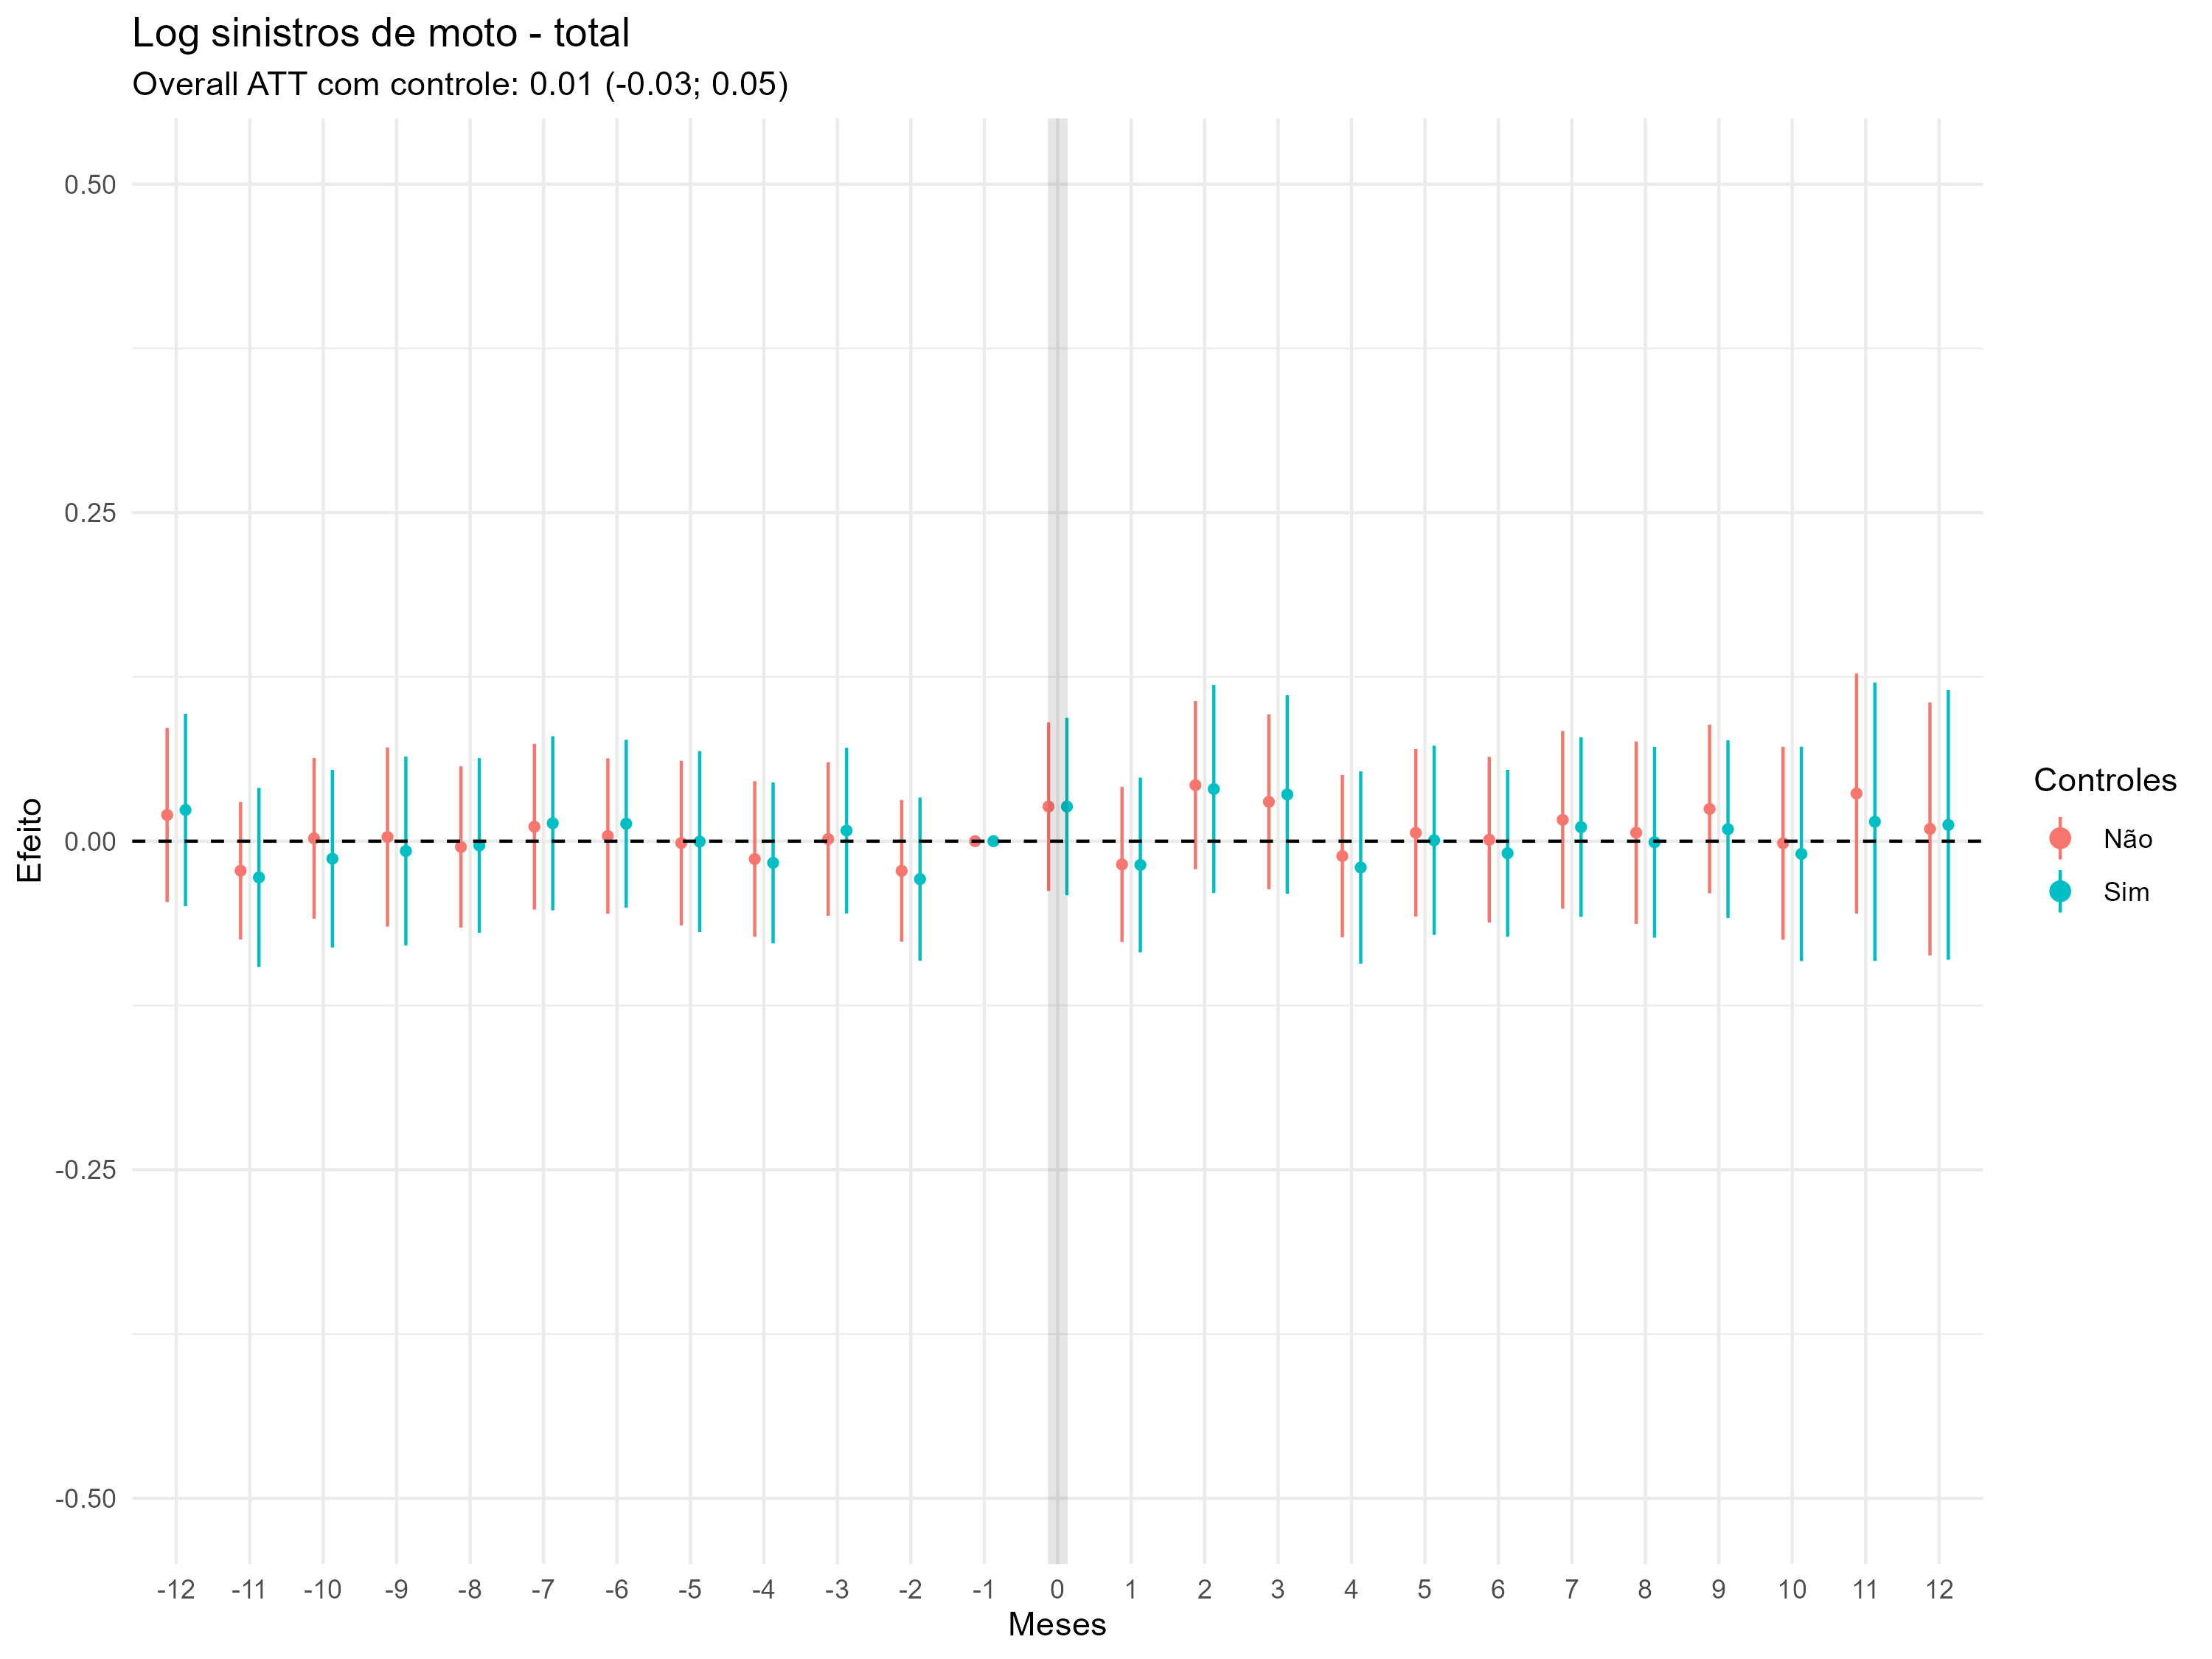 Log sinistros de moto - total
Overall ATT com controle: 0.01 (-0.03; 0.05)
Efeito
0.50
0.25
0.00
-0.25
-0.50
-12 -11 -10 -9 -8 -7 -6 -5 -4 -3 -2 -1 0 1 2 3 4 5 6 7 8 9 10 11 12
Meses
Controles
Não
Sim